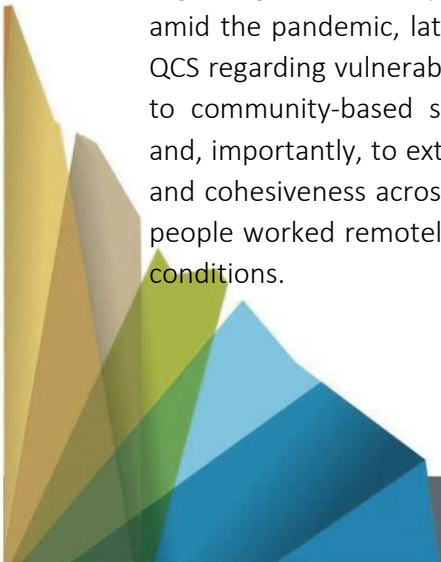 amid the pandemic, lat
QCS regarding vulnerab
to community-based s
and, importantly, to ext
and cohesiveness acros
people worked remotel
conditions.